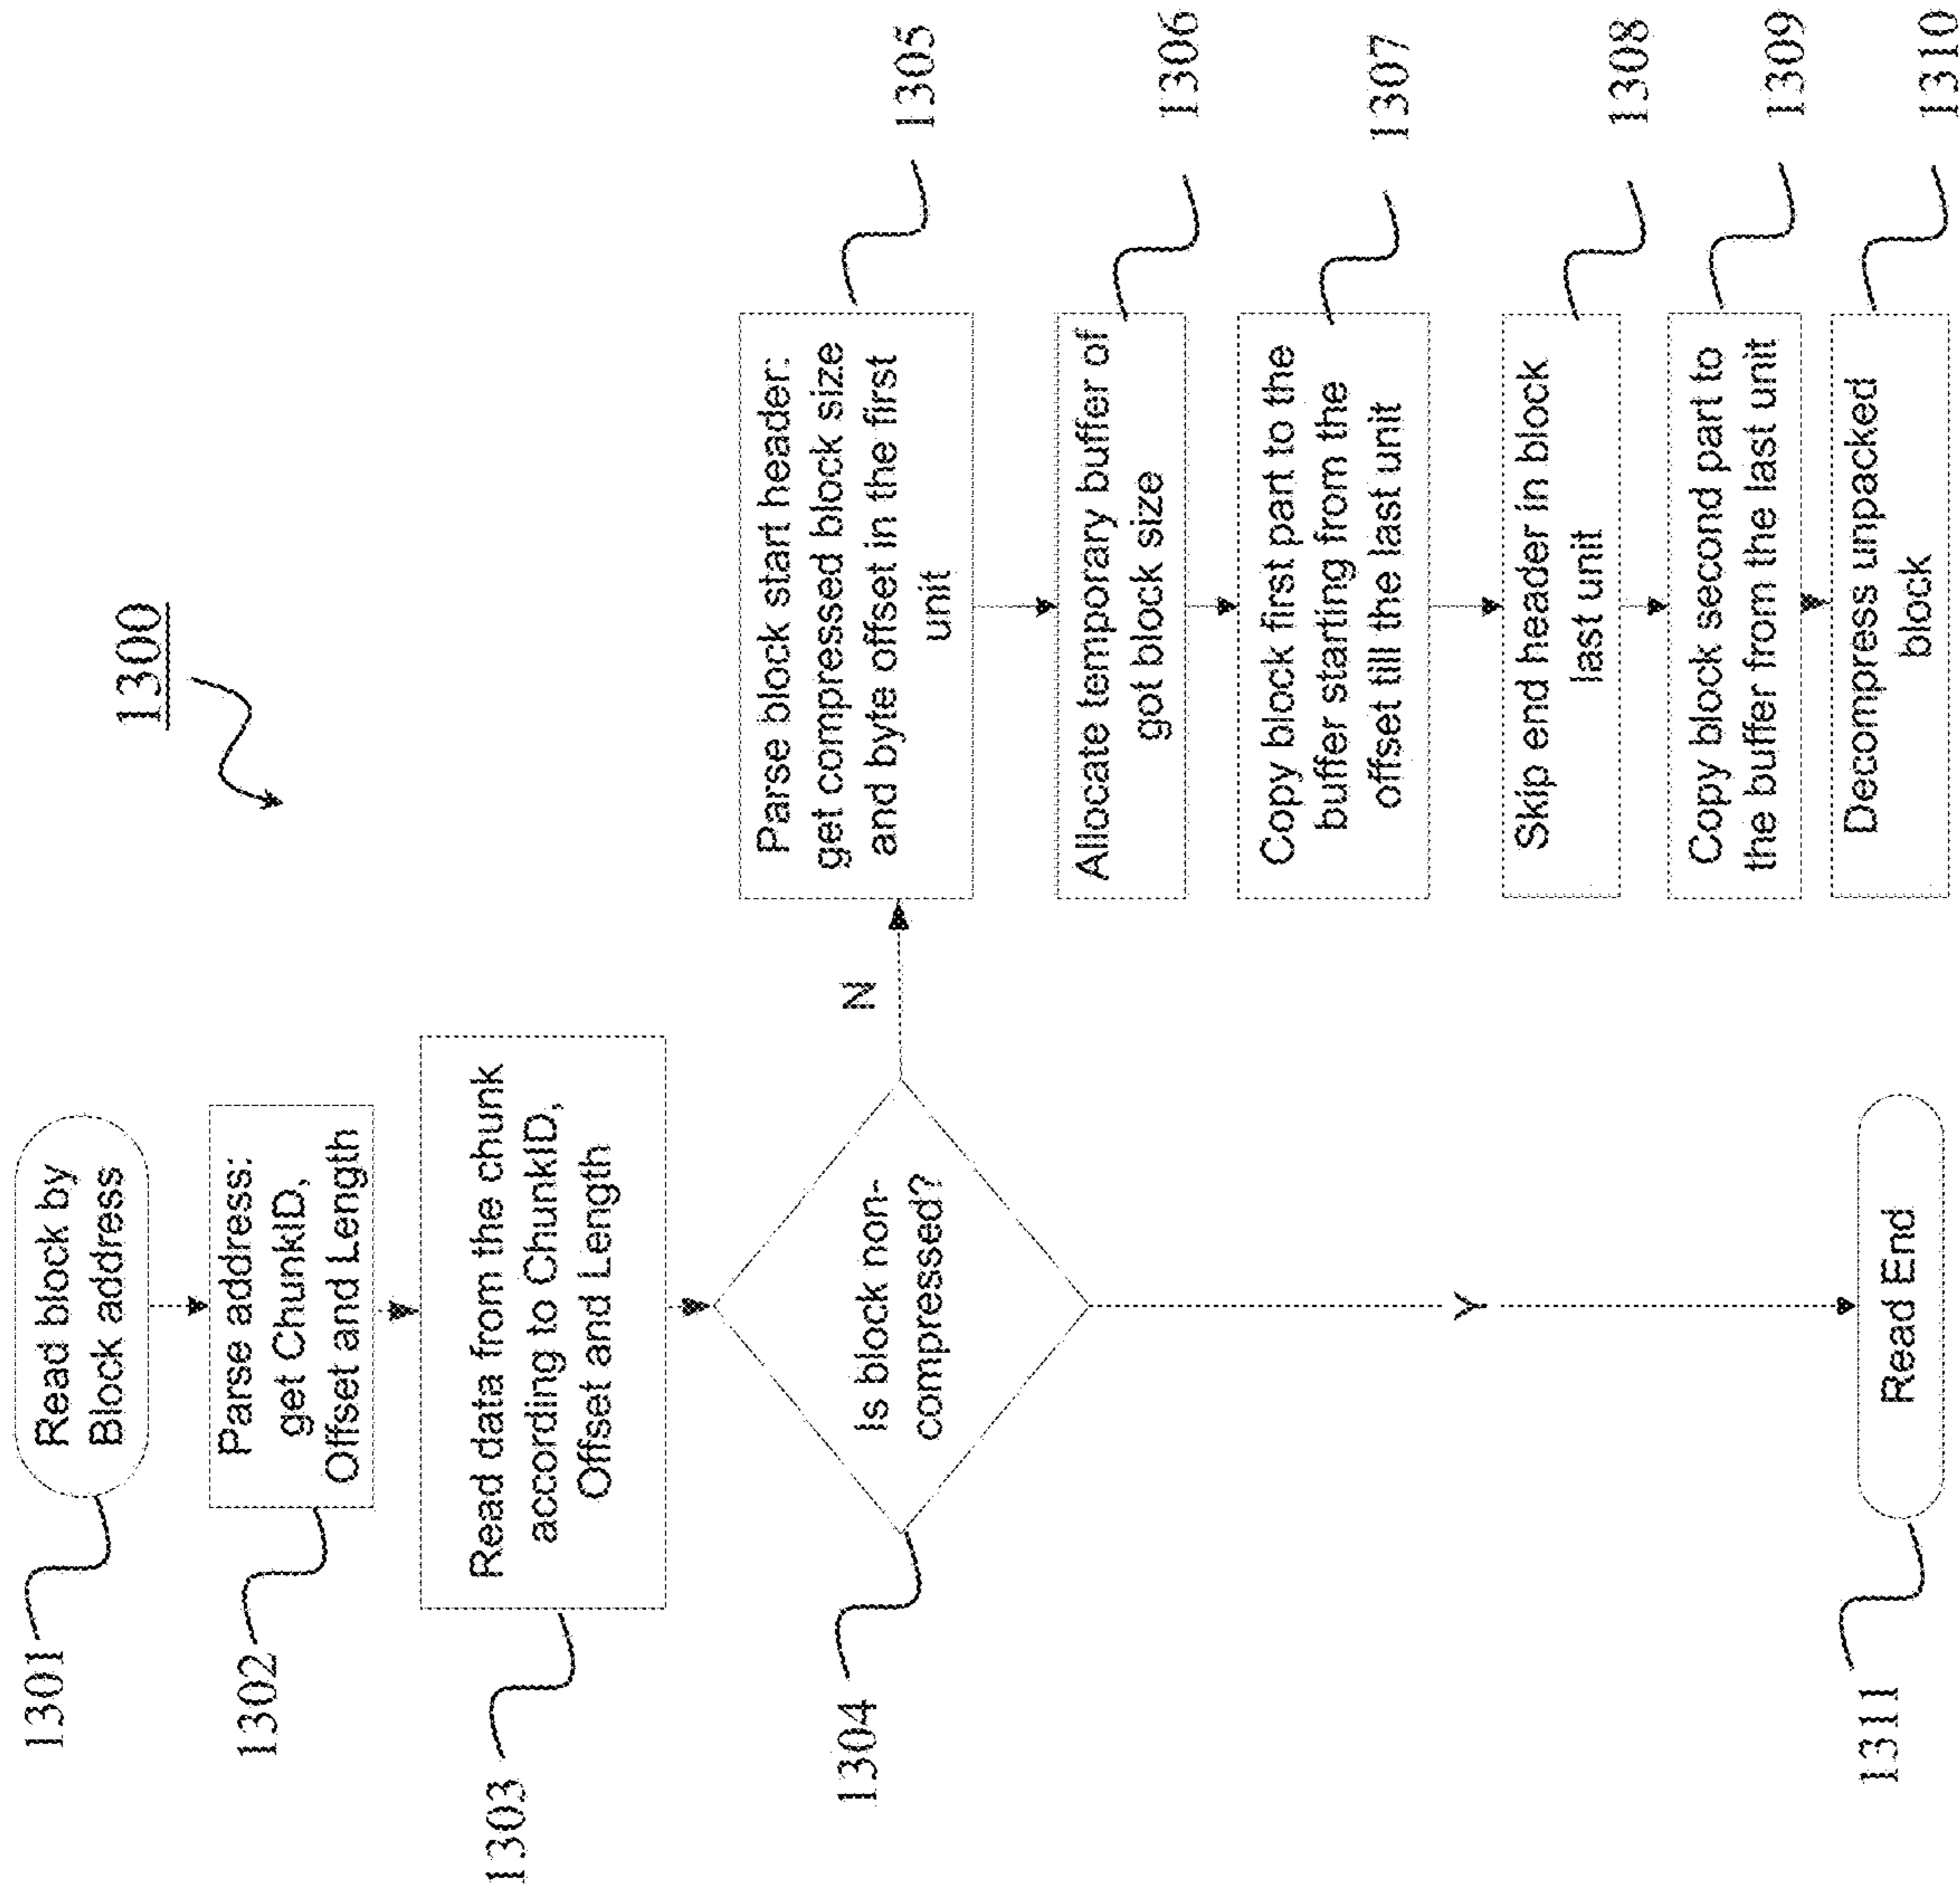 1300
1301
Read block by
Block address
1302
Parse address:
get ChunkID,
Offset and Length
1303
Read data from the chunk
according to ChunkID,
Offset and Length
1304
Is block non-
compressed?
N
Y
1305
Parse block start header:
get compressed block size
and byte offset in the first
unit
1306
Allocate temporary buffer of
got block size
1307
Copy block first part to the
buffer starting from the
offset till the last unit
1308
Skip end header in block
last unit
1309
Copy block second part to
the buffer from the last unit
1310
Decompress unpacked
block
1311
Read End